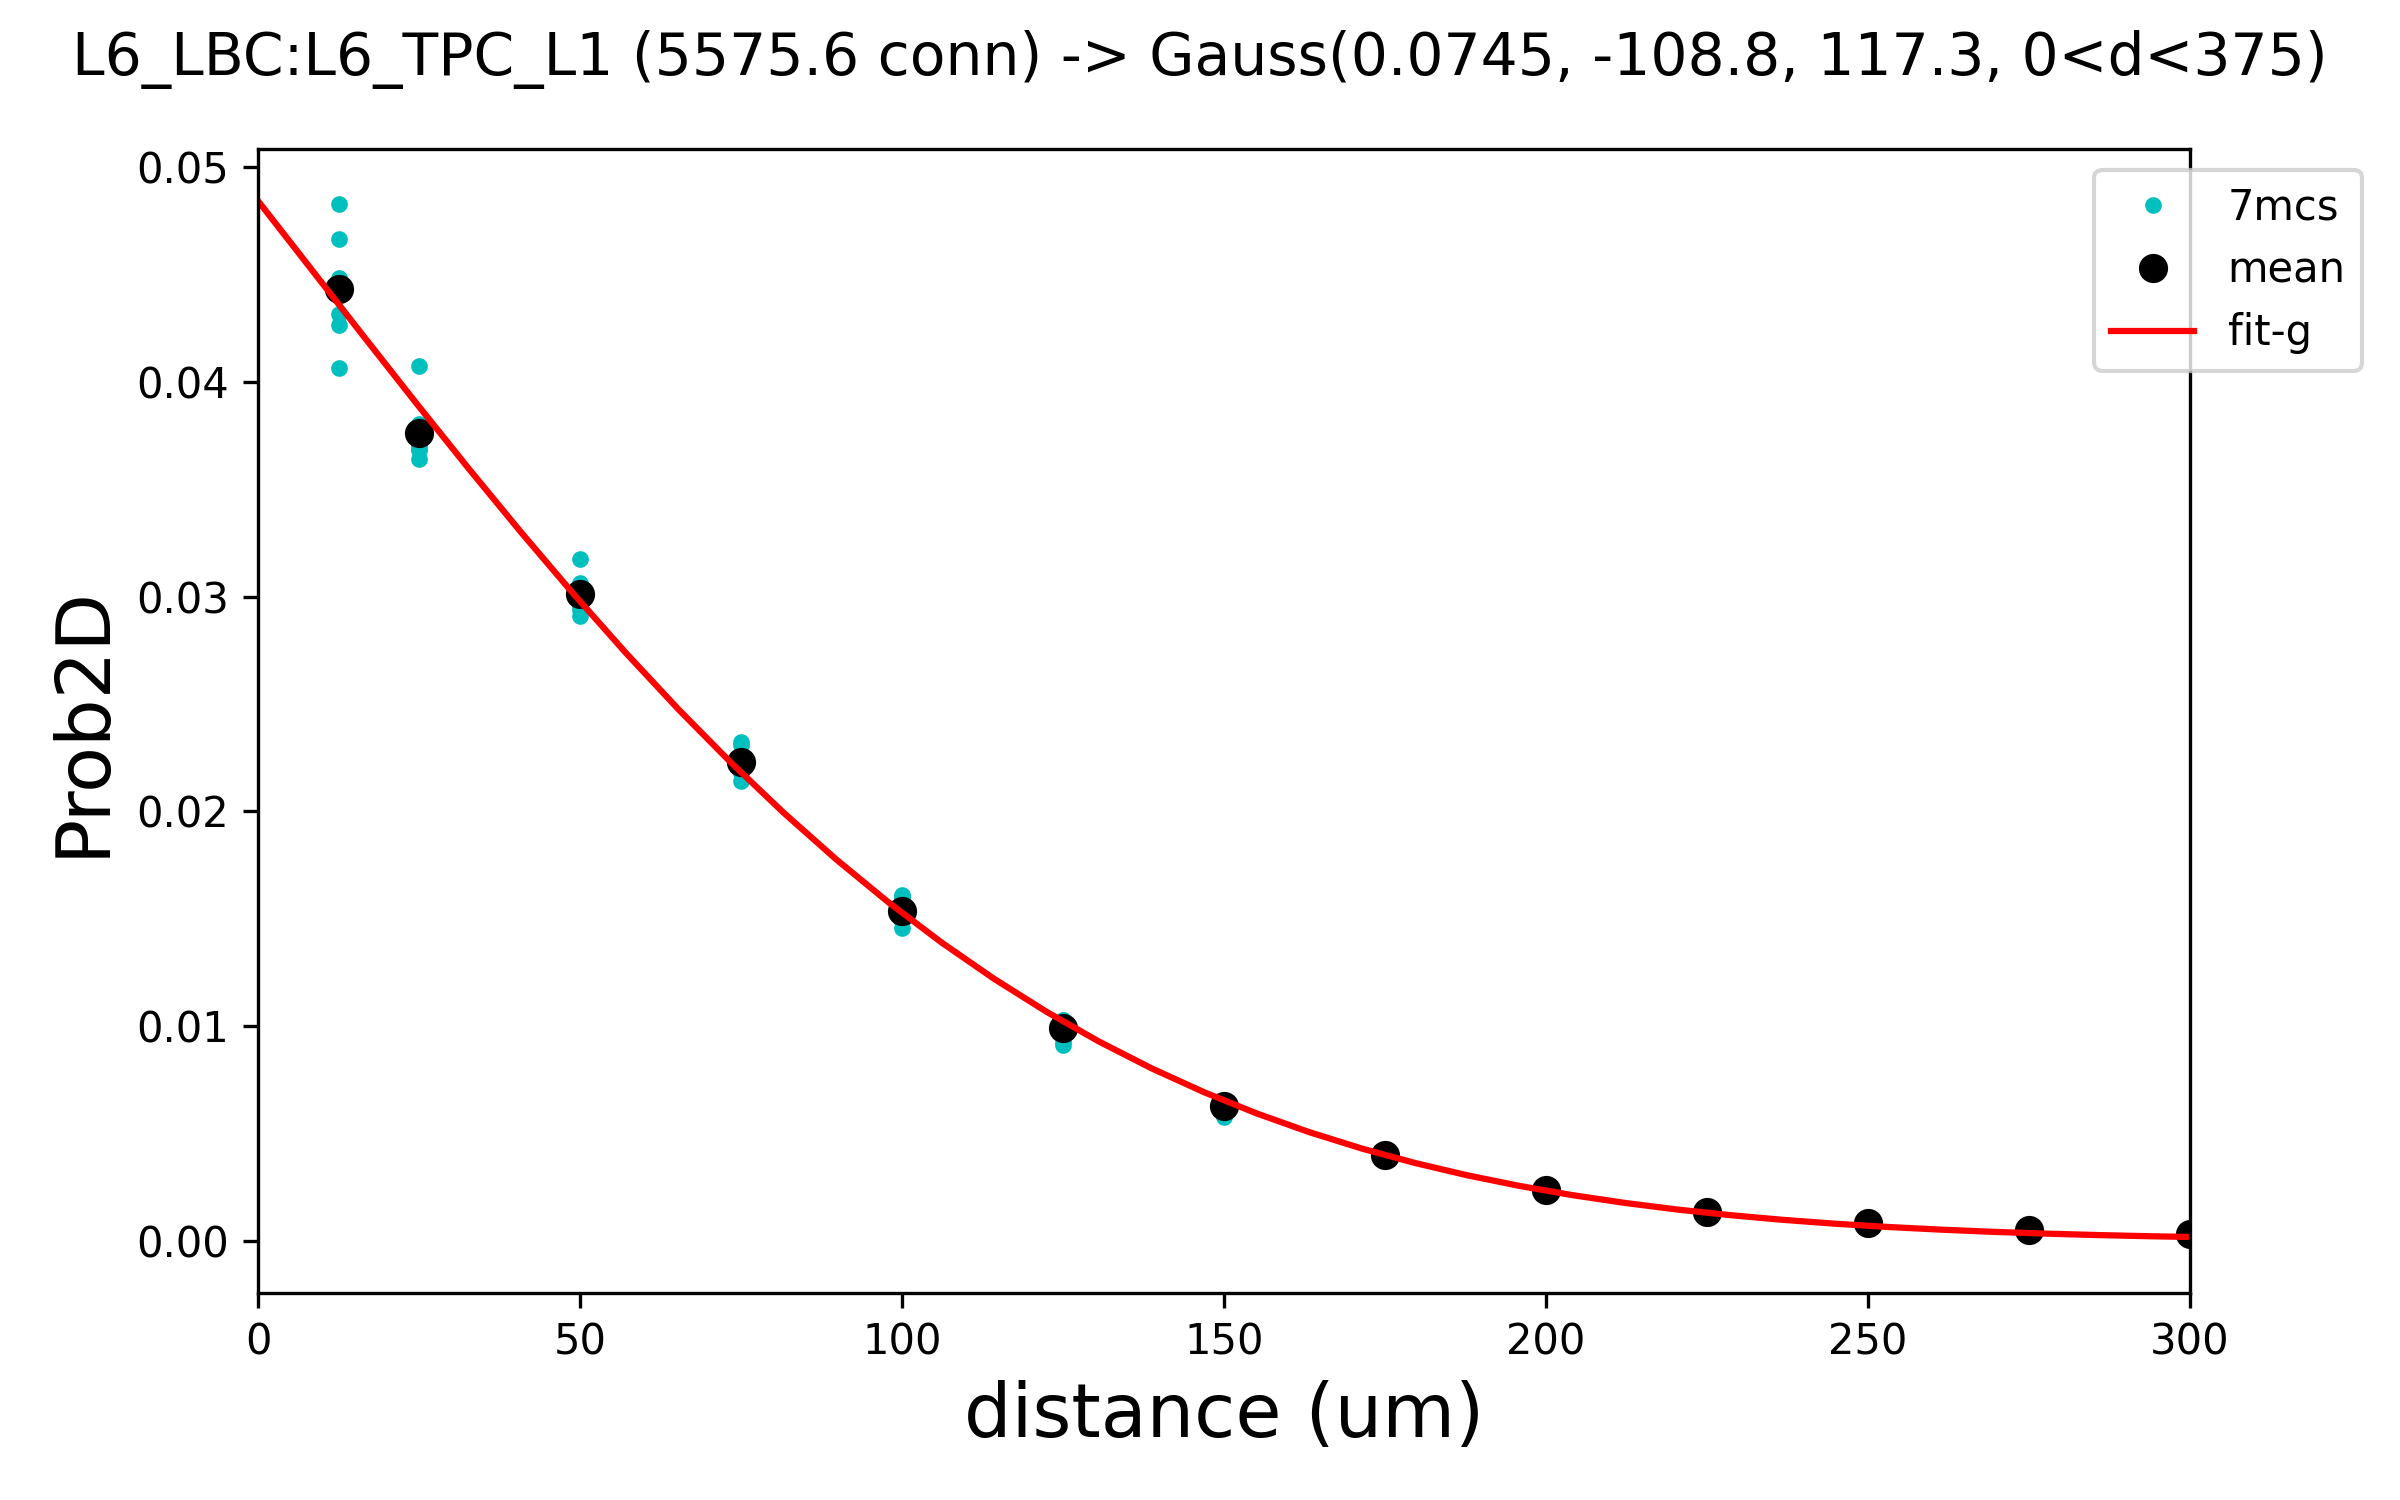 L6_LBC:L6_TPC_L1 (5575.6 conn) -> Gauss(0.0745, -108.8, 117.3, 0<d<375)
0.05
0.04
0.03
0.02
0.01
0.00
Prob2D
7mcs
mean
fit-g
0 50 100 150 200 250 300
distance (um)